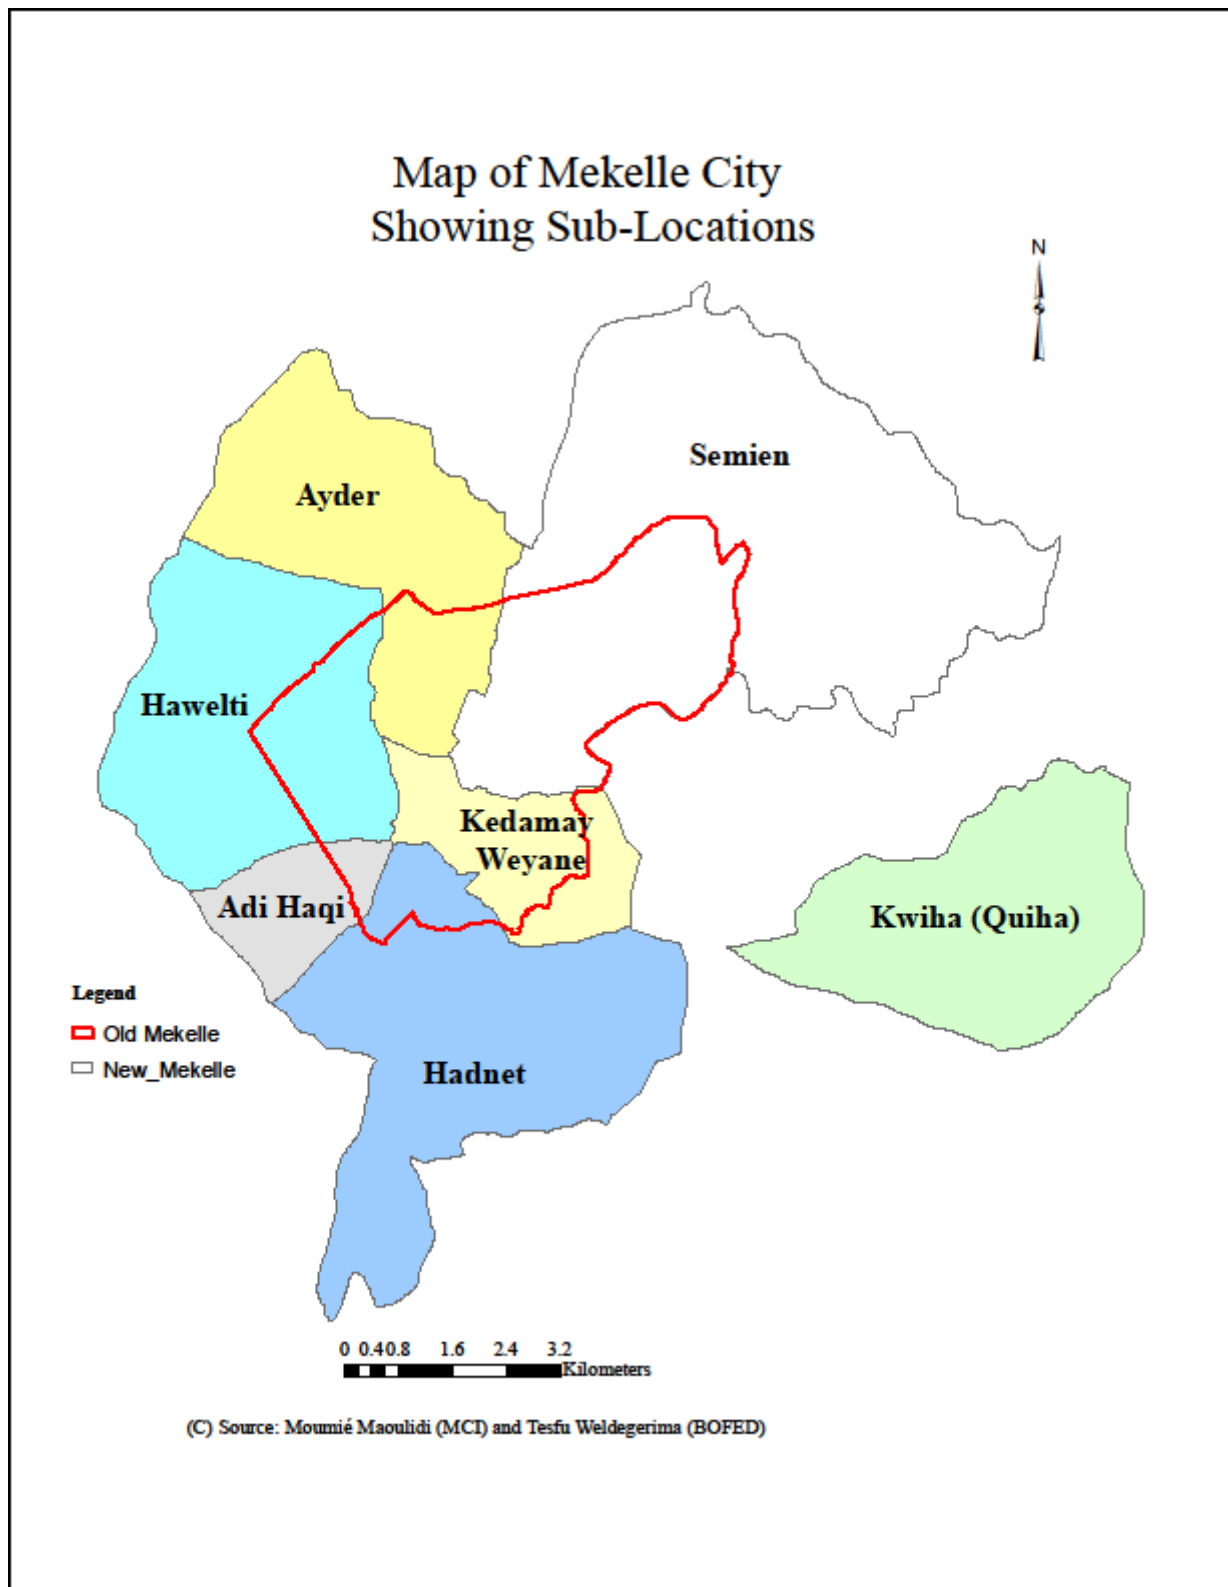 Map of Mekelle City
Showing Sub-Locations
N
Semien
Ayder
Hawelti
Kedamay
Weyane
Adi Haqi
Kwiha (Quiha)
Legend
Old Mekelle
New_Mekelle
Hadnet
0 0.4 0.8 1.6 2.4 3.2
Kilometers
(C) Source: Moumié Maoulidi (MCI) and Tesfu Weldegerima (BOFED)